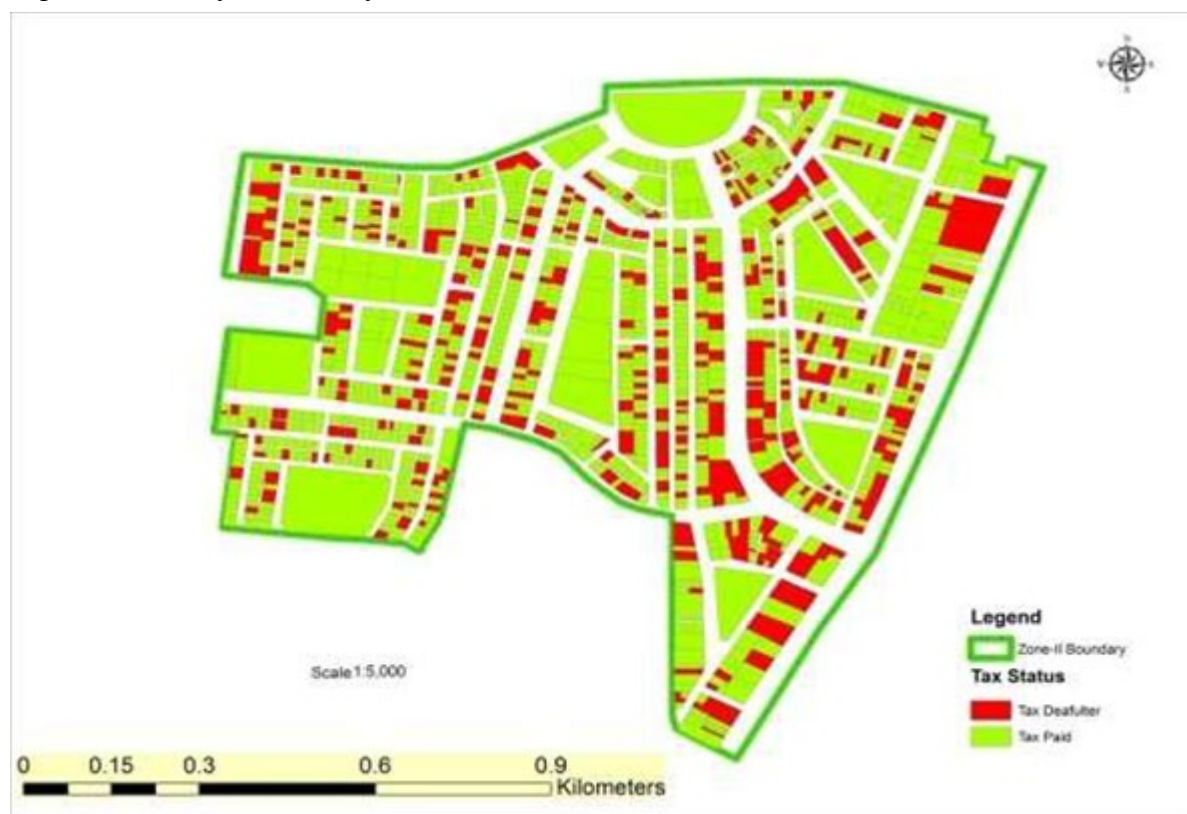 N
Scale 1:5,000
Legend
Zone-II Boundary
Tax Status
Tax Deafulter
Tax Paid
0 0.15 0.3 0.6 0.9
Kilometers